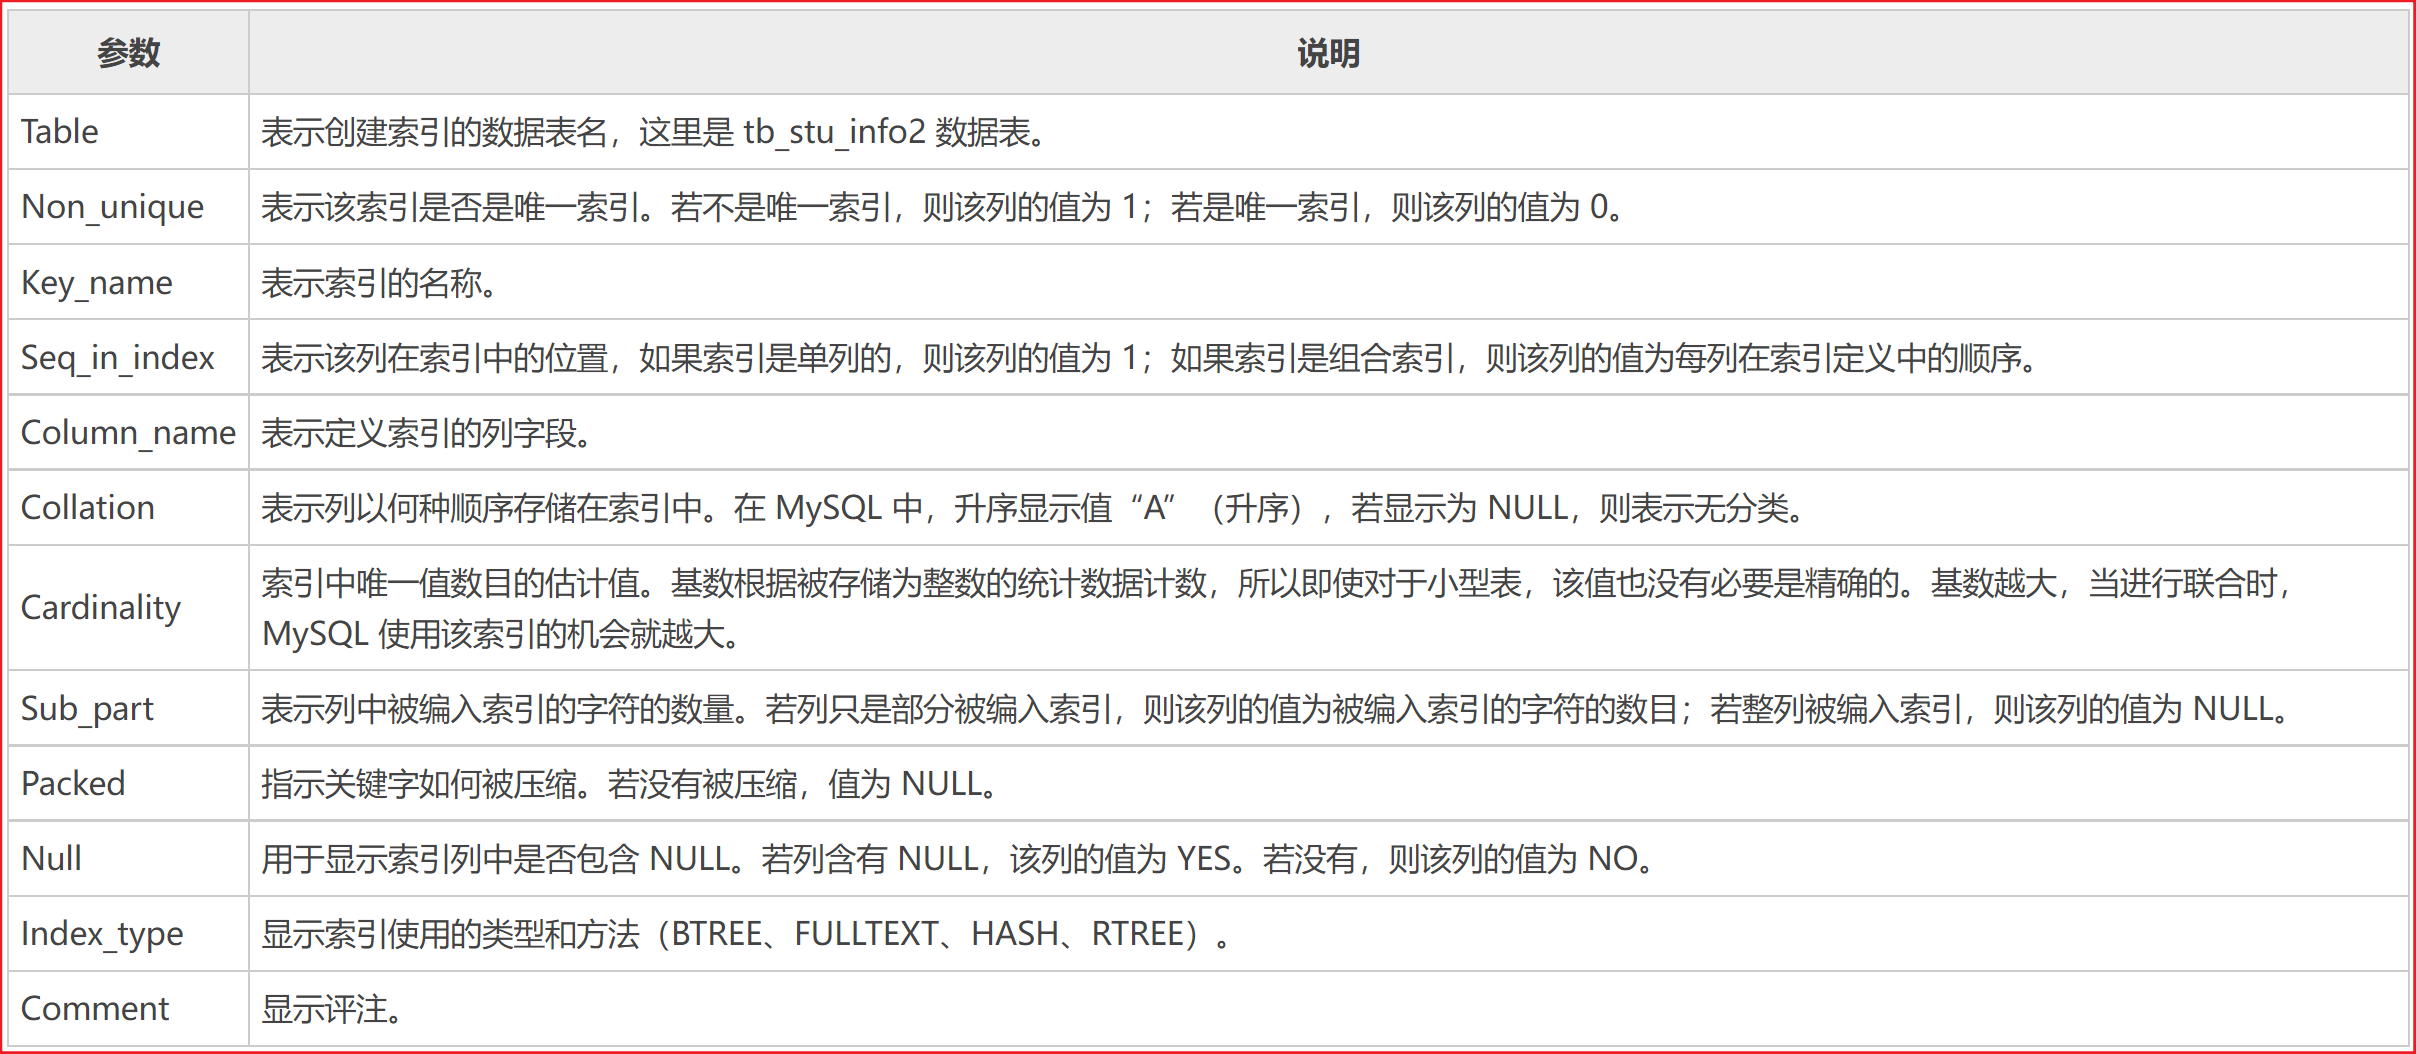 参数 说明
Table 表示创建索引的数据表名，这里是 tb_stu_info2 数据表。
Non_unique 表示该索引是否是唯一索引。若不是唯一索引，则该列的值为 1；若是唯一索引，则该列的值为 0。
Key_name 表示索引的名称。
Seq_in_index 表示该列在索引中的位置，如果索引是单列的，则该列的值为 1；如果索引是组合索引，则该列的值为每列在索引定义中的顺序。
Column_name 表示定义索引的列字段。
Collation 表示列以何种顺序存储在索引中。在 MySQL 中，升序显示值“A”（升序），若显示为 NULL，则表示无分类。
Cardinality 索引中唯一值数目的估计值。基数根据被存储为整数的统计数据计数，所以即使对于小型表，该值也没有必要是精确的。基数越大，当进行联合时，
MySQL 使用该索引的机会就越大。
Sub_part 表示列中被编入索引的字符的数量。若列只是部分被编入索引，则该列的值为被编入索引的字符的数目；若整列被编入索引，则该列的值为 NULL。
Packed 指示关键字如何被压缩。若没有被压缩，值为 NULL。
Null 用于显示索引列中是否包含 NULL。若列含有 NULL，该列的值为 YES。若没有，则该列的值为 NO。
Index_type 显示索引使用的类型和方法（BTREE、FULLTEXT、HASH、RTREE）。
Comment 显示评注。